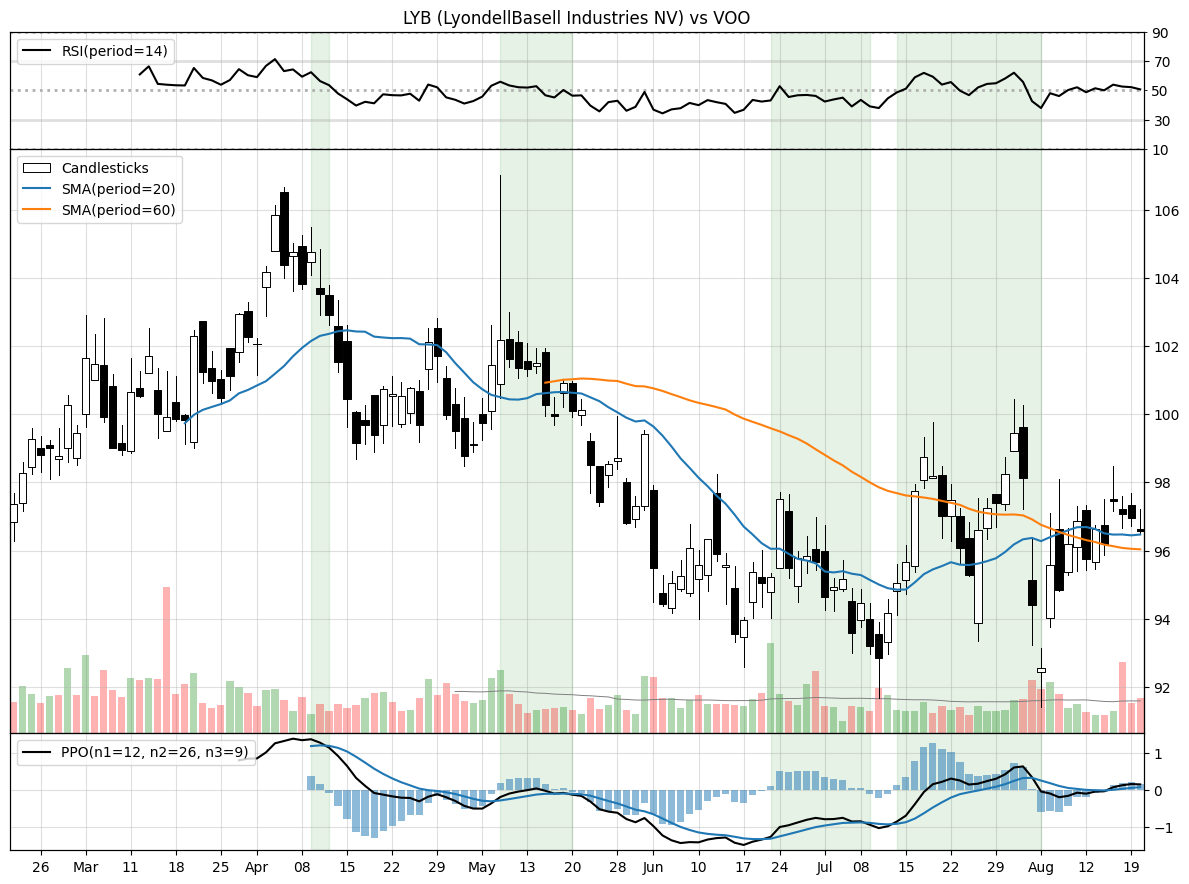 LYB (LyondellBasell Industries NV) vs VOO
RSI(period=14)
90
70
50
30
10
Candlesticks
SMA(period=20)
SMA(period=60)
106
104
102
100
98
96
94
92
PPO(n1=12, n2=26, n3=9)
1
0
−1
26 Mar 11 18 25 Apr 08 15 22 29 May 13 20 28 Jun 10 17 24 Jul 08 15 22 29 Aug 12 19